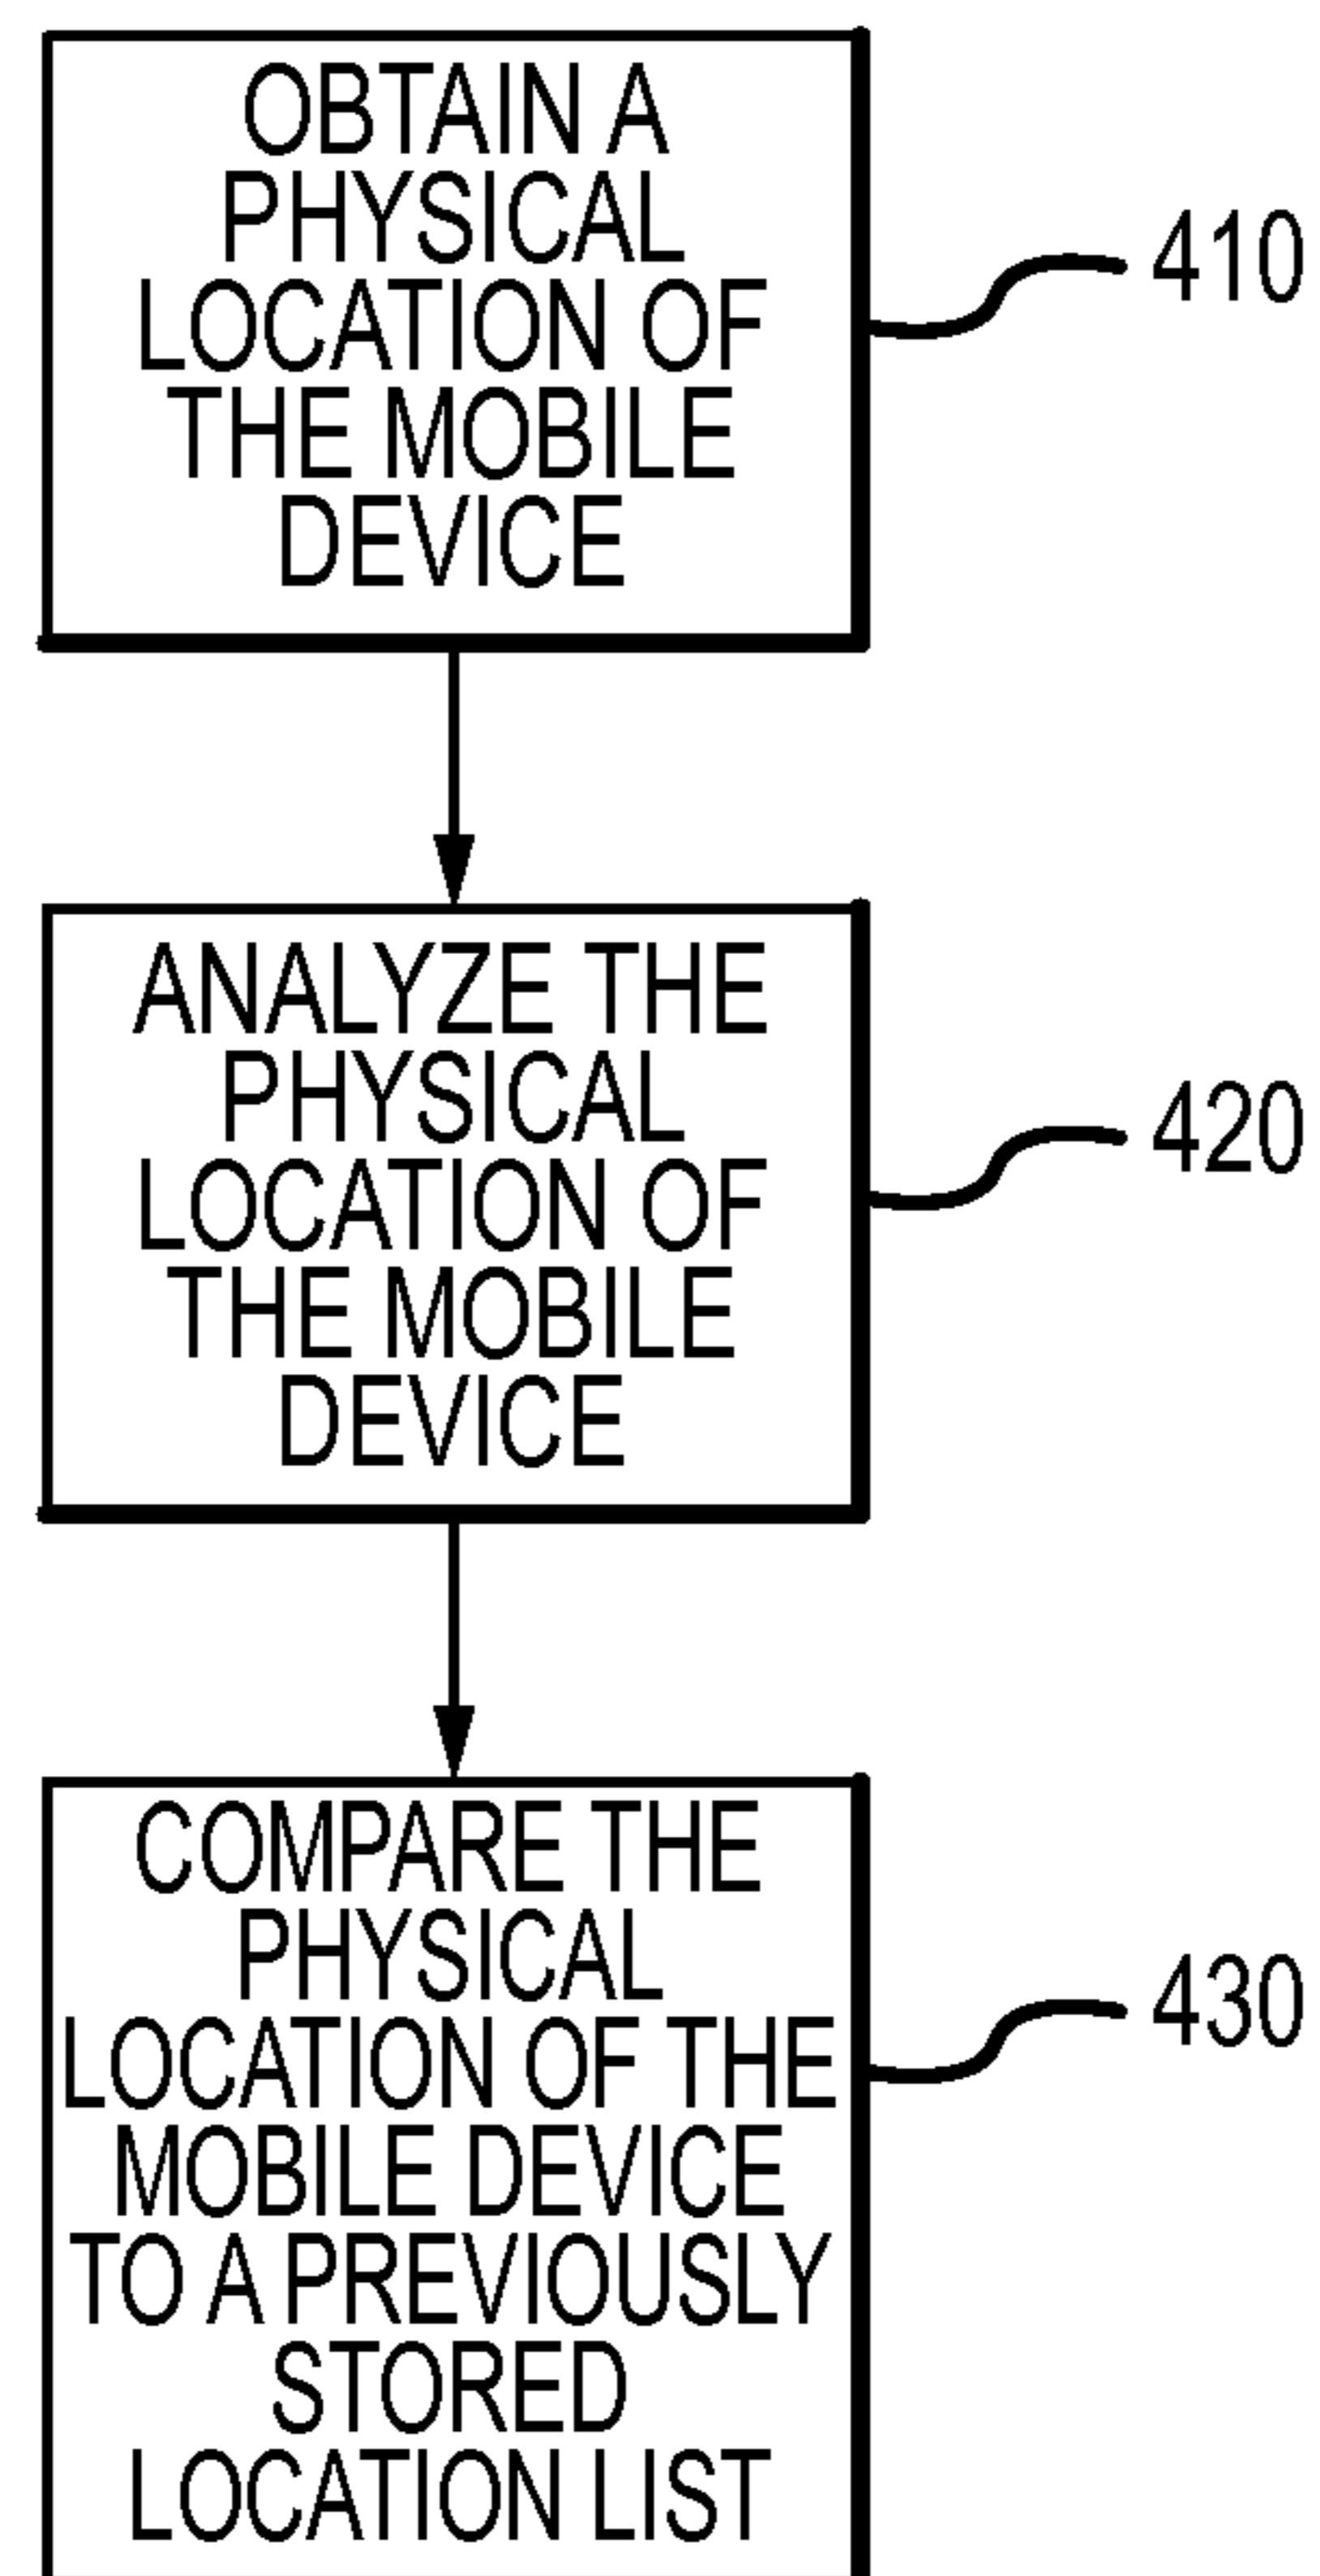 OBTAIN A
PHYSICAL
LOCATION OF
THE MOBILE
DEVICE
410
ANALYZE THE
PHYSICAL
LOCATION OF
THE MOBILE
DEVICE
420
COMPARE THE
PHYSICAL
LOCATION OF THE
MOBILE DEVICE
TO A PREVIOUSLY
STORED
LOCATION LIST
430